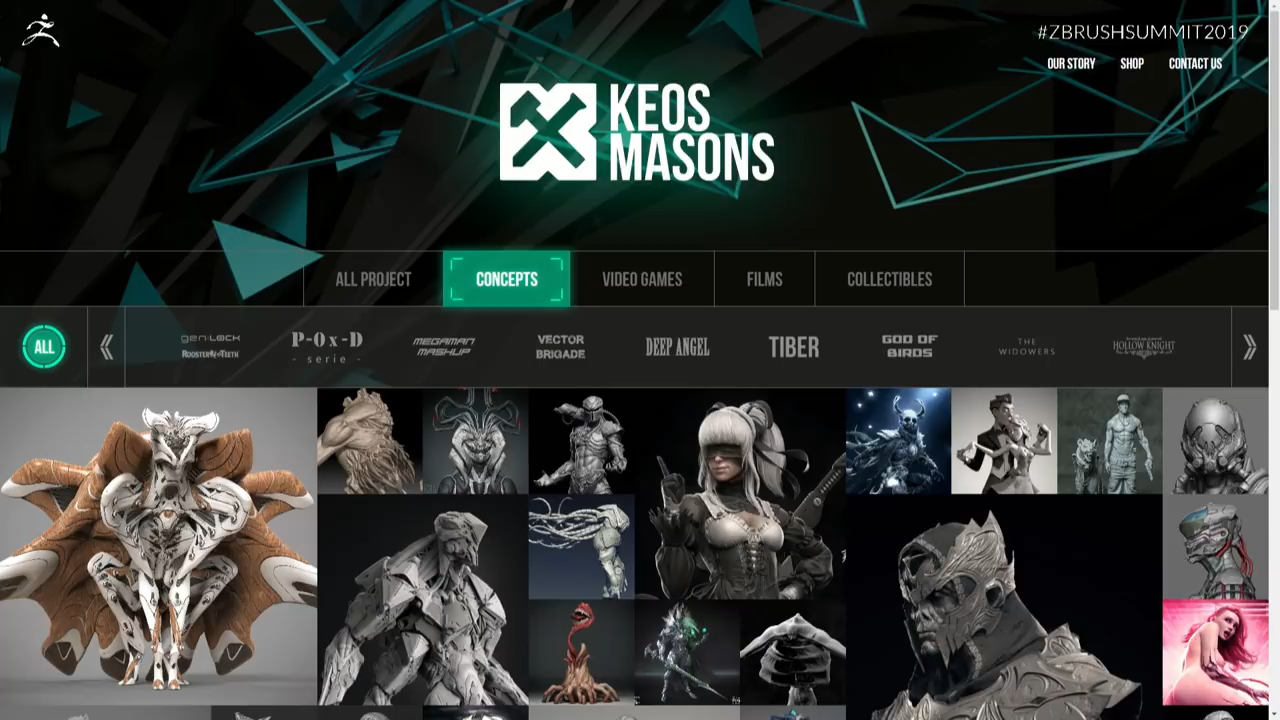 #ZBRUSHSUMMIT2019
OUR STORY SHOP CONTACT US
KEOS
MASONS
ALL PROJECT CONCEPTS VIDEO GAMES FILMS COLLECTIBLES
ALL
gen:LOCK
ROOSTER TEETH
P-0x-D
- serie -
MEGAMAN
MASHUP
VECTOR
BRIGADE
DEEP ANGEL
TIBER
GOD OF
BIRDS
THE
WIDOWERS
HOLLOW KNIGHT